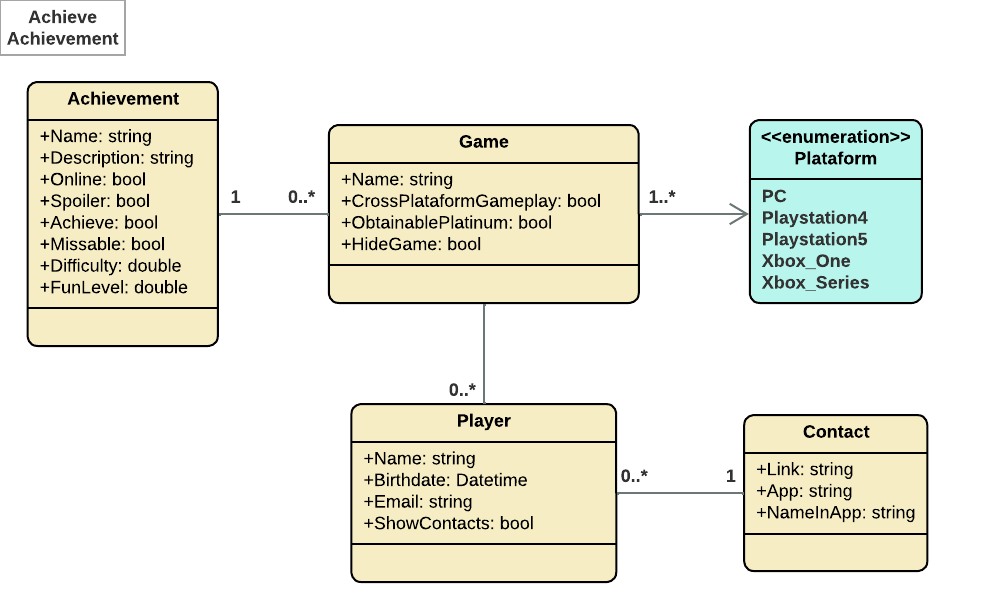 Achieve
Achievement
Achievement
+Name: string
+Description: string
+Online: bool
+Spoiler: bool
+Achieve: bool
+Missable: bool
+Difficulty: double
+FunLevel: double
1
0..*
Game
+Name: string
+CrossPlataformGameplay: bool
+ObtainablePlatinum: bool
+HideGame: bool
1..*
<<enumeration>>
Plataform
PC
Playstation4
Playstation5
Xbox_One
Xbox_Series
0..*
Player
+Name: string
+Birthdate: Datetime
+Email: string
+ShowContacts: bool
0..*
1
Contact
+Link: string
+App: string
+NameInApp: string